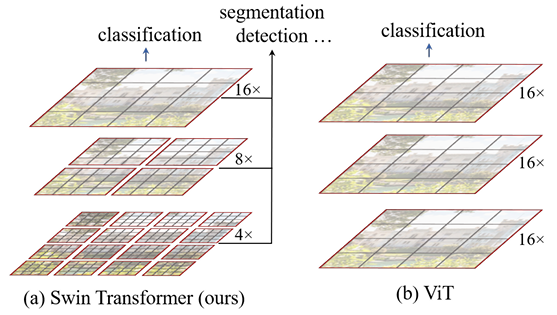 segmentation
classification
detection ...
classification
16×
8×
4×
16×
16×
16×
(a) Swin Transformer (ours)
(b) ViT